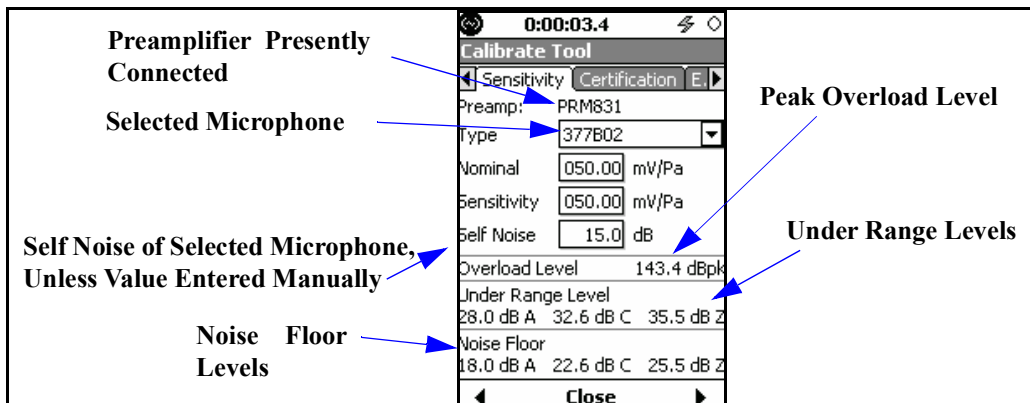 Preamplifier Presently
Connected
Selected Microphone
Self Noise of Selected Microphone,
Unless Value Entered Manually
Noise Floor
Levels
0:00:03.4
Calibrate Tool
Sensitivity Certification E.
Preamp: PRM831
Type 377B02
Nominal 050.00 mV/Pa
Sensitivity 050.00 mV/Pa
Self Noise 15.0 dB
Overload Level 143.4 dBpk
Under Range Level
28.0 dB A 32.6 dB C 35.5 dB Z
Noise Floor
18.0 dB A 22.6 dB C 25.5 dB Z
Close
Peak Overload Level
Under Range Levels